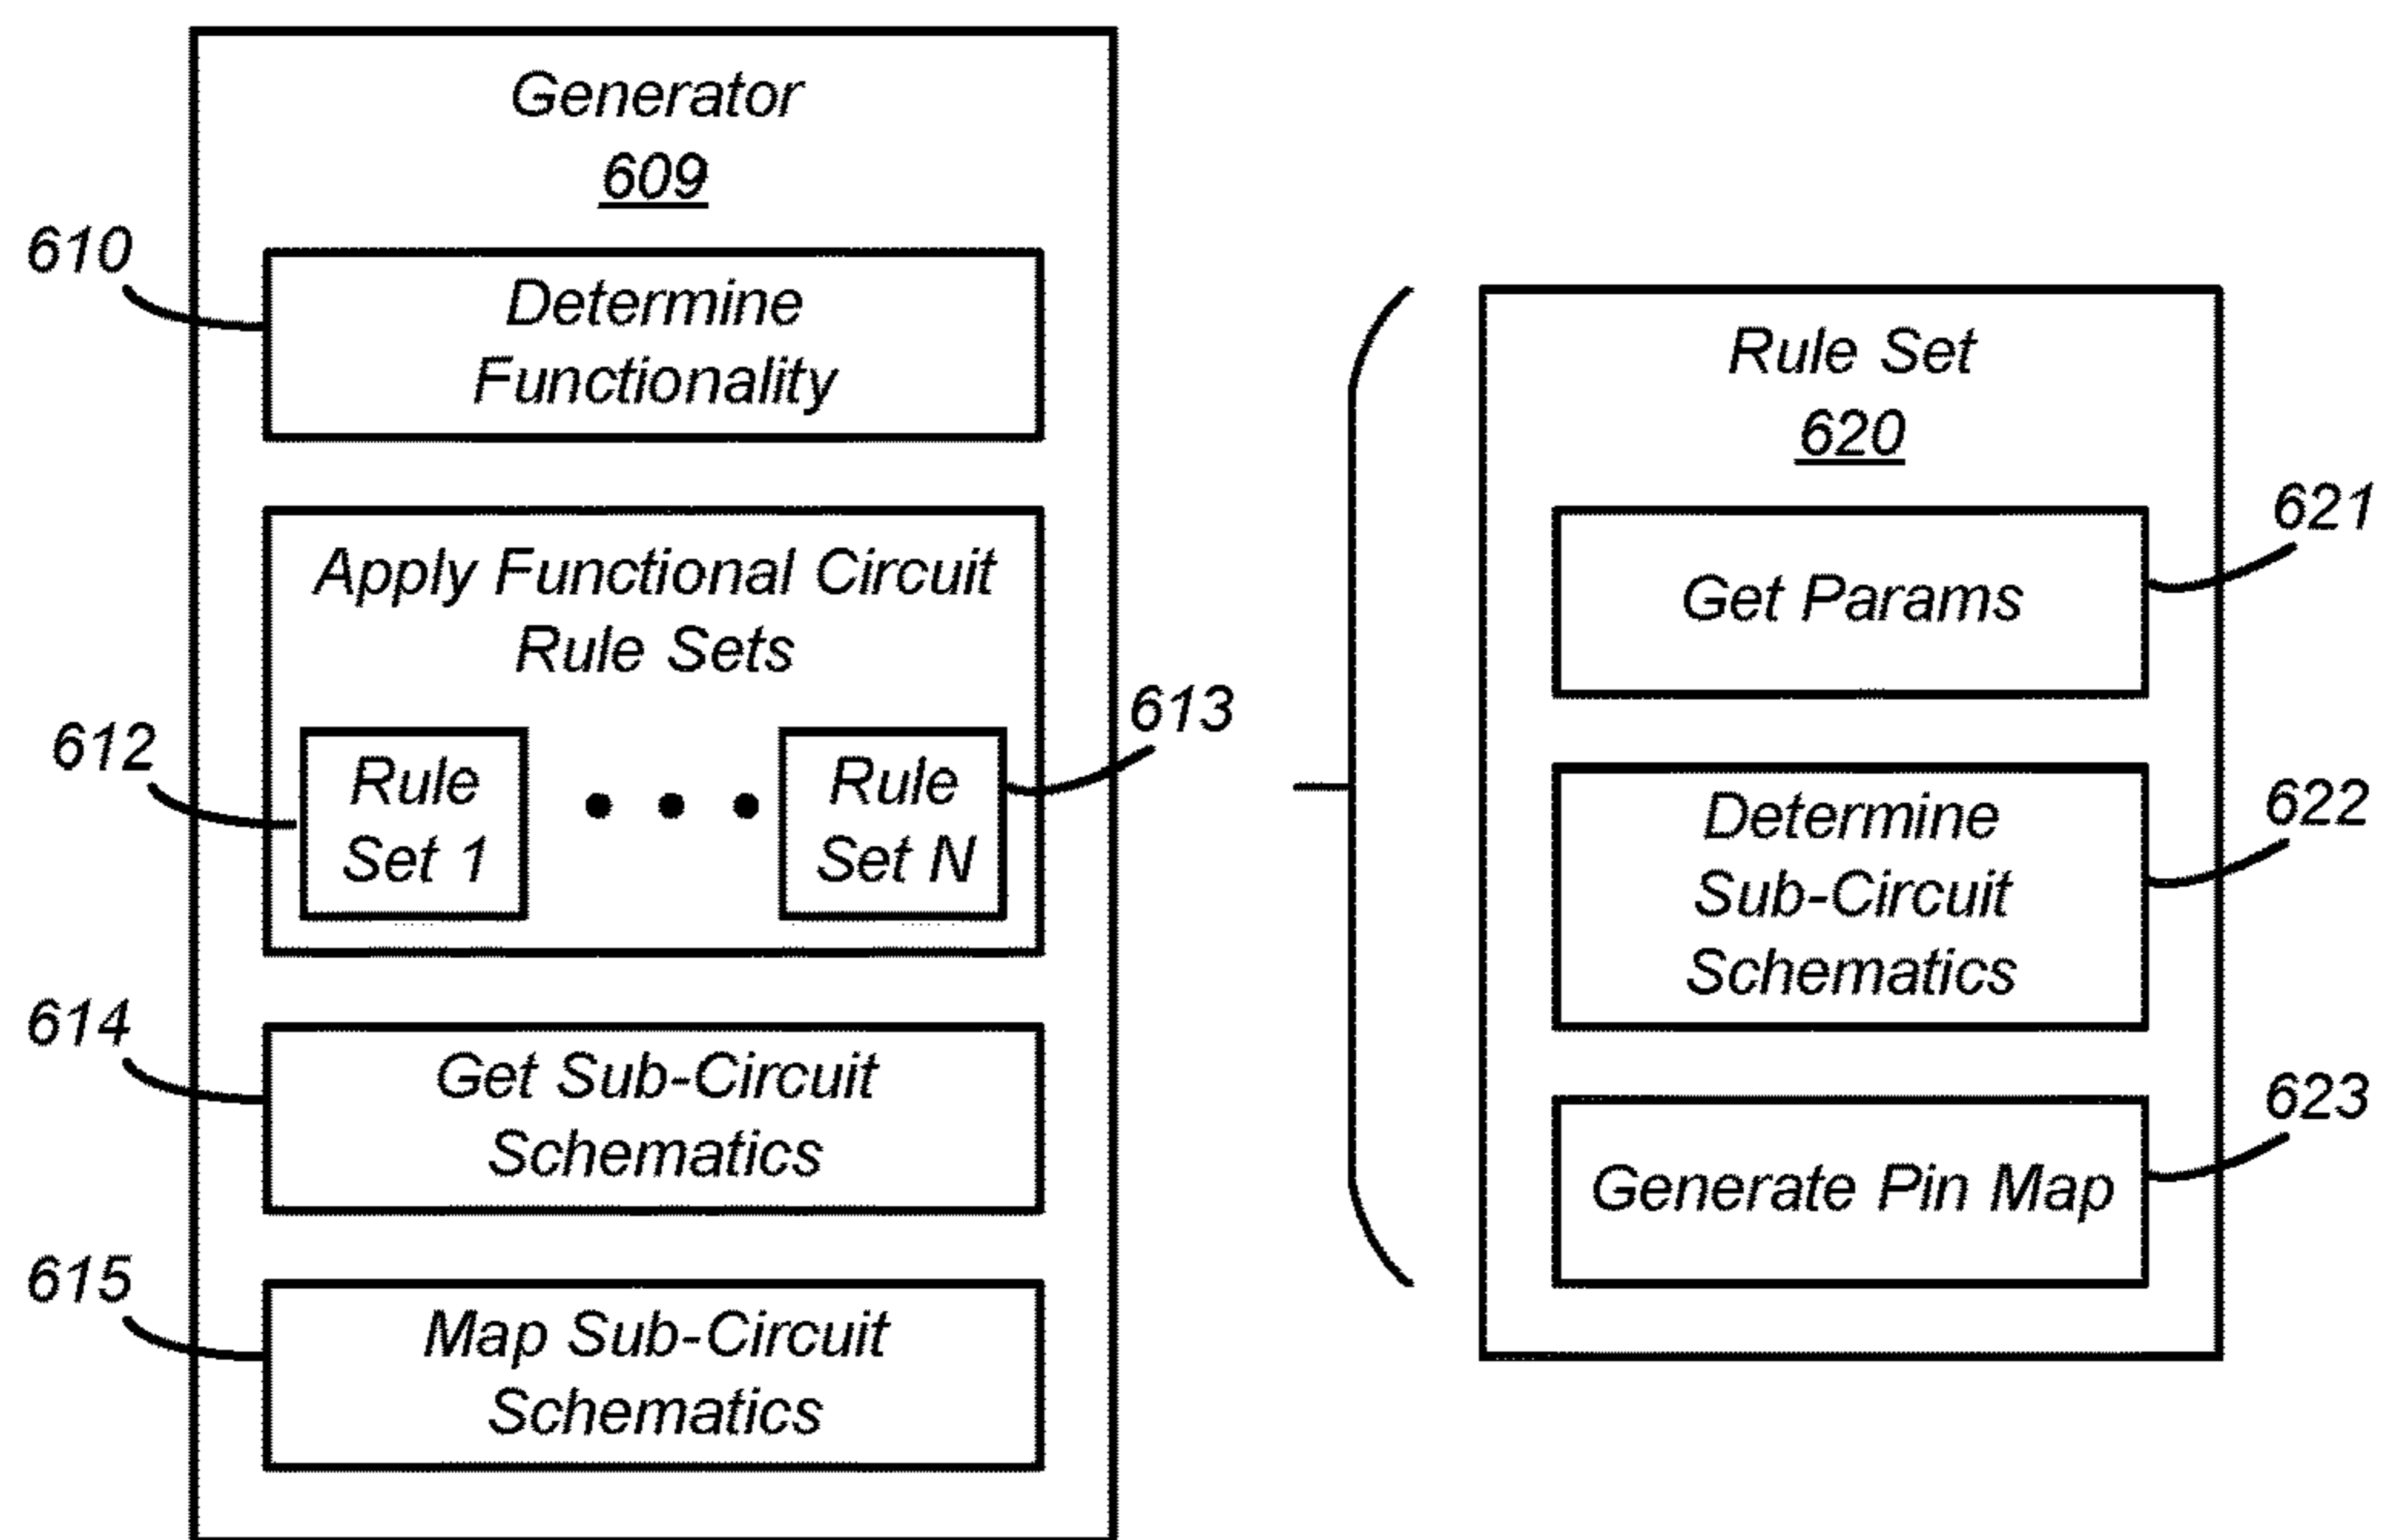 Generator
609
610
Determine
Functionality
Apply Functional Circuit
Rule Sets
612
Rule
Set 1
Rule
Set N
613
614
Get Sub-Circuit
Schematics
615
Map Sub-Circuit
Schematics
Rule Set
620
621
Get Params
622
Determine
Sub-Circuit
Schematics
623
Generate Pin Map